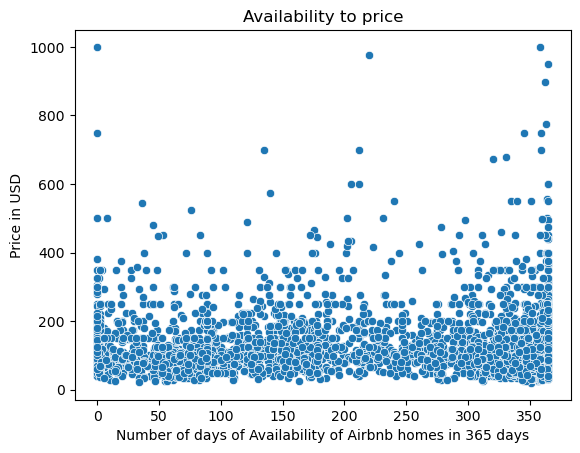 Availability to price
1000
800
600
400
200
0
Price in USD
0 50 100 150 200 250 300 350
Number of days of Availability of Airbnb homes in 365 days